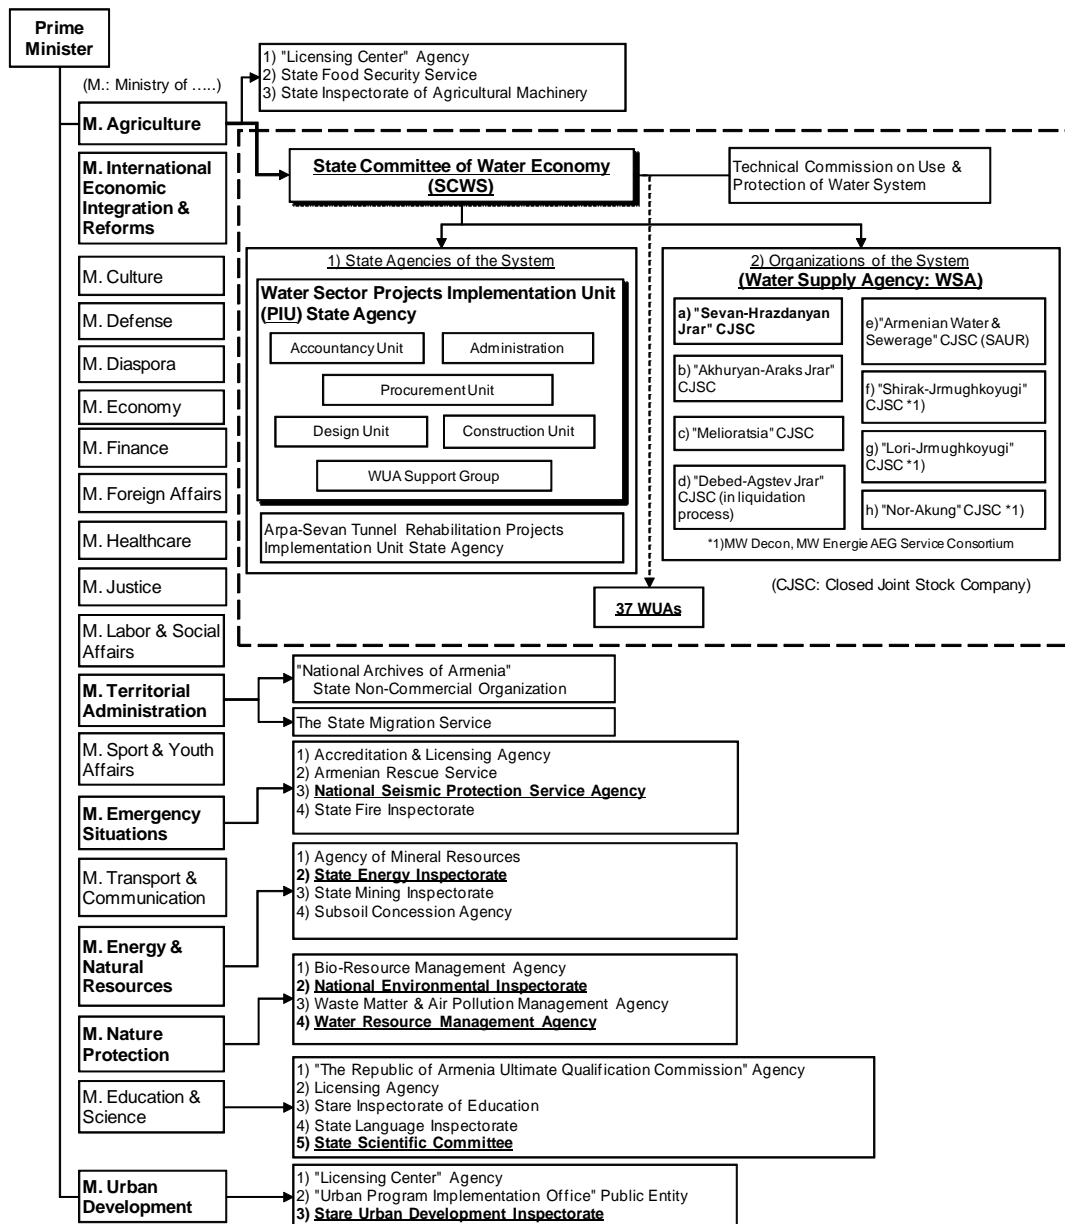 Prime
Minister
(M.: Ministry of .....)
1) "Licensing Center" Agency
2) State Food Security Service
3) State Inspectorate of Agricultural Machinery
M. Agriculture
M. International
Economic
Integration &
Reforms
M. Culture
M. Defense
M. Diaspora
M. Economy
M. Finance
M. Foreign Affairs
M. Healthcare
M. Justice
M. Labor & Social
Affairs
State Committee of Water Economy
(SCWS)
Technical Commission on Use &
Protection of Water System
1) State Agencies of the System
Water Sector Projects Implementation Unit
(PIU) State Agency
Accountancy Unit
Administration
Procurement Unit
Design Unit
Construction Unit
WUA Support Group
Arpa-Sevan Tunnel Rehabilitation Projects
Implementation Unit State Agency
2) Organizations of the System
(Water Supply Agency: WSA)
a) "Sevan-Hrazdanyan
Jrar" CJSC
b) "Akhuryan-Araks Jrar"
CJSC
c) "Melioratsia" CJSC
d) "Debed-Agstev Jrar"
CJSC (in liquidation
process)
e)"Armenian Water &
Sewerage" CJSC (SAUR)
f) "Shirak-Jrmughkoyugi"
CJSC *1)
g) "Lori-Jrmughkoyugi"
CJSC *1)
h) "Nor-Akung" CJSC *1)
*1)MW Decon, MW Energie AEG Service Consortium
(CJSC: Closed Joint Stock Company)
37 WUAs
M. Territorial
Administration
"National Archives of Armenia"
State Non-Commercial Organization
The State Migration Service
M. Sport & Youth
Affairs
M. Emergency
Situations
1) Accreditation & Licensing Agency
2) Armenian Rescue Service
3) National Seismic Protection Service Agency
4) State Fire Inspectorate
M. Transport &
Communication
M. Energy &
Natural
Resources
1) Agency of Mineral Resources
2) State Energy Inspectorate
3) State Mining Inspectorate
4) Subsoil Concession Agency
M. Nature
Protection
1) Bio-Resource Management Agency
2) National Environmental Inspectorate
3) Waste Matter & Air Pollution Management Agency
4) Water Resource Management Agency
M. Education &
Science
1) "The Republic of Armenia Ultimate Qualification Commission" Agency
2) Licensing Agency
3) Stare Inspectorate of Education
4) State Language Inspectorate
5) State Scientific Committee
M. Urban
Development
1) "Licensing Center" Agency
2) "Urban Program Implementation Office" Public Entity
3) Stare Urban Development Inspectorate